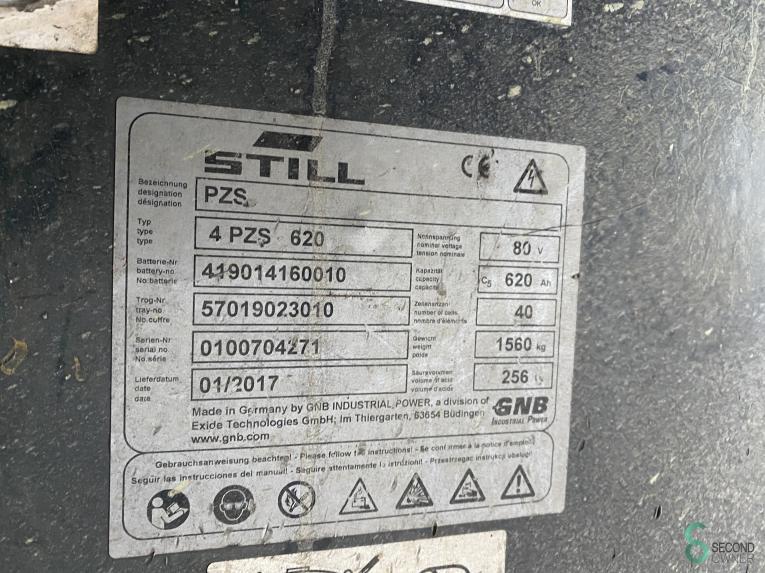 OK
STILL
CE
Bezeichnung
designation
désignation
PZS
Typ
type
type
4 PZS 620
Nennspannung
nominal voltage
tension nominale
80 V
Batterie-Nr
battery-no
No.batterie
419014160010
Kapazität
capacity
capacité
C5 620 Ah
Trog-Nr
tray-no
No.coffre
57019023010
Zellenanzahl
number of cells
nombre d'éléments
40
Serien-Nr
serial no
No.série
0100704271
Gewicht
weight
poids
1560 kg
Lieferdatum
date
date
01/2017
Säurevolumen
volume of acid
volume d'acide
256
Made in Germany by GNB INDUSTRIAL POWER, a division of
Exide Technologies GmbH; Im Thiergarten, 63654 Büdingen
www.gnb.com
GNB
INDUSTRIAL POWER
Gebrauchsanweisung beachten! - Please follow the instructions! - Se conformer à la notice d'emploi!
Seguir las instrucciones del manual! - Seguire attentamente le istruzioni! - Przestrzegac instrukcji obslugi!
SECOND
OWNER